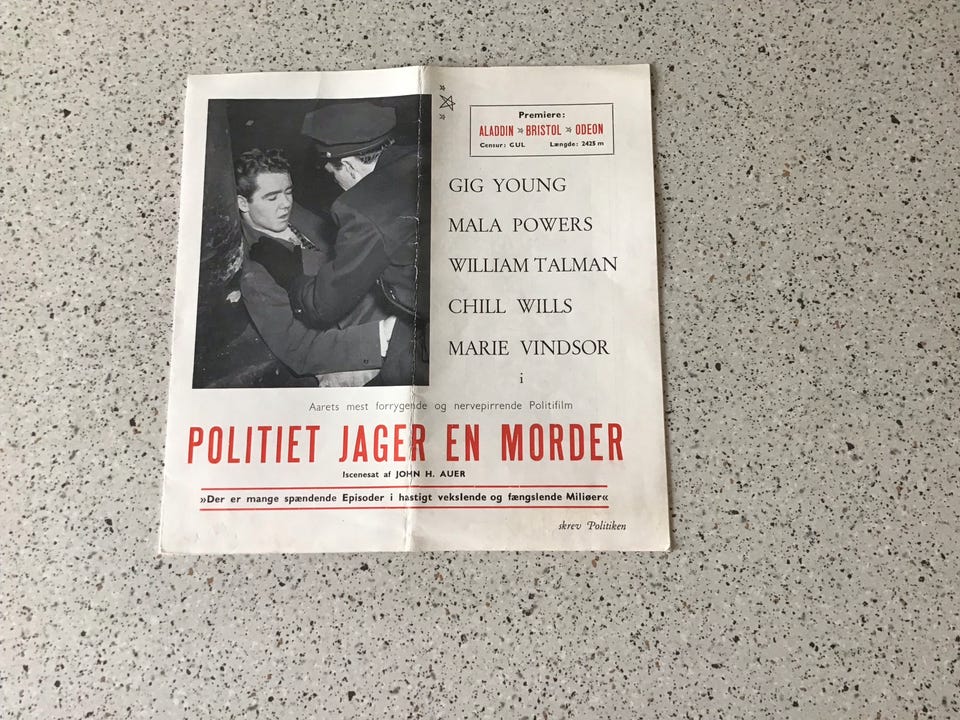 Premiere:
ALADDIN » BRISTOL » ODEON
Censur: GUL Længde: 2425 m
GIG YOUNG
MALA POWERS
WILLIAM TALMAN
CHILL WILLS
MARIE VINDSOR
i
Aarets mest forrygende og nervepirrende Politifilm
POLITIET JAGER EN MORDER
Iscenesat af JOHN H. AUER
»Der er mange spændende Episoder i hastigt vekslende og fængslende Miliøer«
skrev Politiken